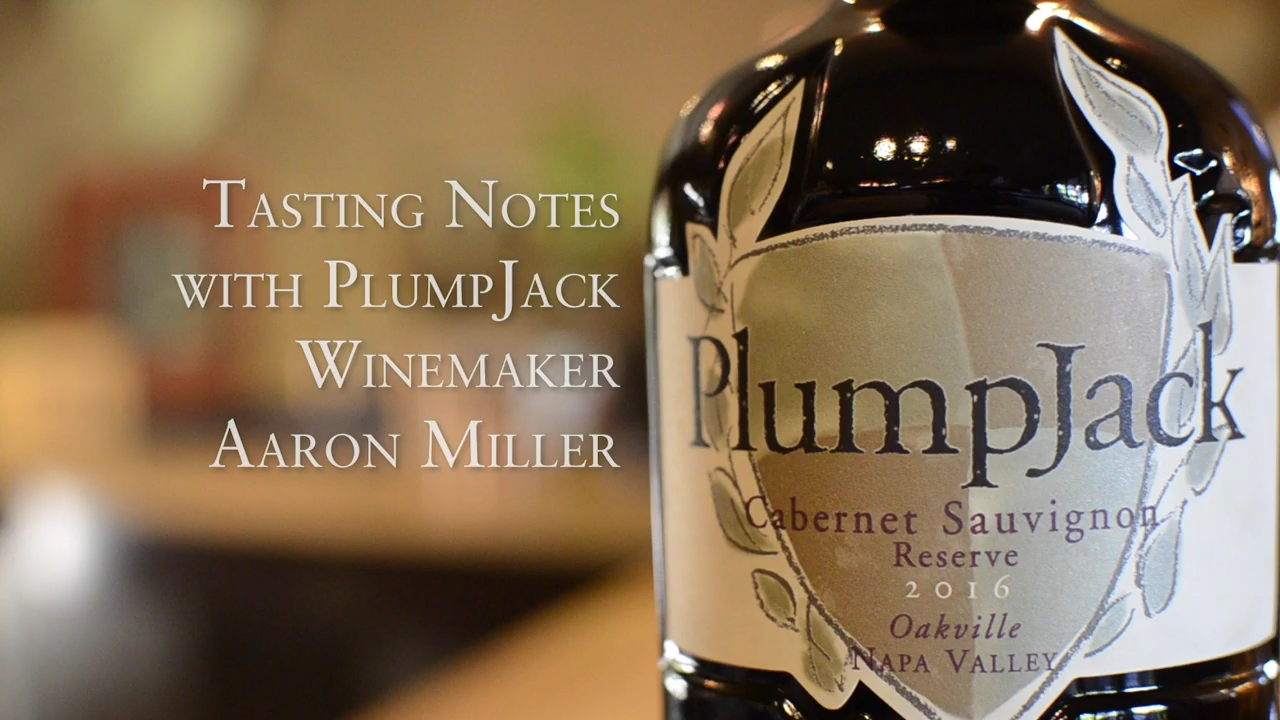 Tasting Notes
with PlumpJack
Winemaker
Aaron Miller
PlumpJack
Cabernet Sauvignon
Reserve
2016
Oakville
Napa Valley